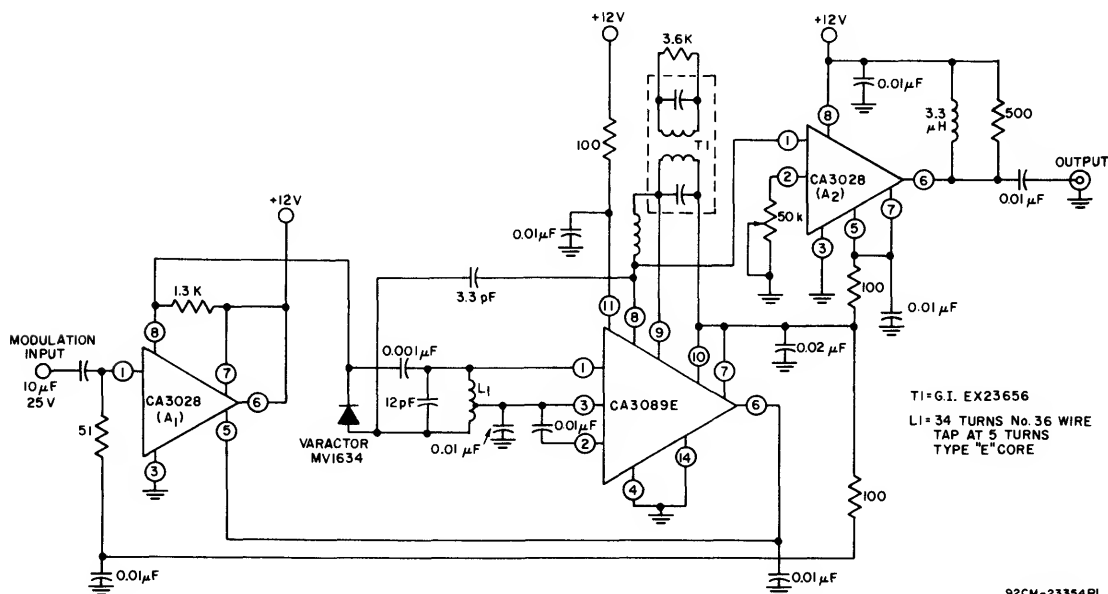 +12V
3.6K
T1
100
0.01µF
+12V
0.01µF
3.3
µH
500
8
1
2
CA3028
(A2)
6
7
5
3
50k
OUTPUT
0.01µF
100
0.01µF
+12V
1.3 K
8
7
MODULATION
INPUT
10µF
25V
1
CA3028
(A1)
6
5
3
51
0.01µF
3.3 pF
0.001µF
12pF
L1
VARACTOR
MV1634
0.01 µF
0.01µF
11
8
9
10
7
1
3
2
CA3089E
6
4
14
0.02 µF
100
0.01µF
T1=G.I. EX23656
L1= 34 TURNS No. 36 WIRE
TAP AT 5 TURNS
TYPE "E" CORE
92CM-23354R1